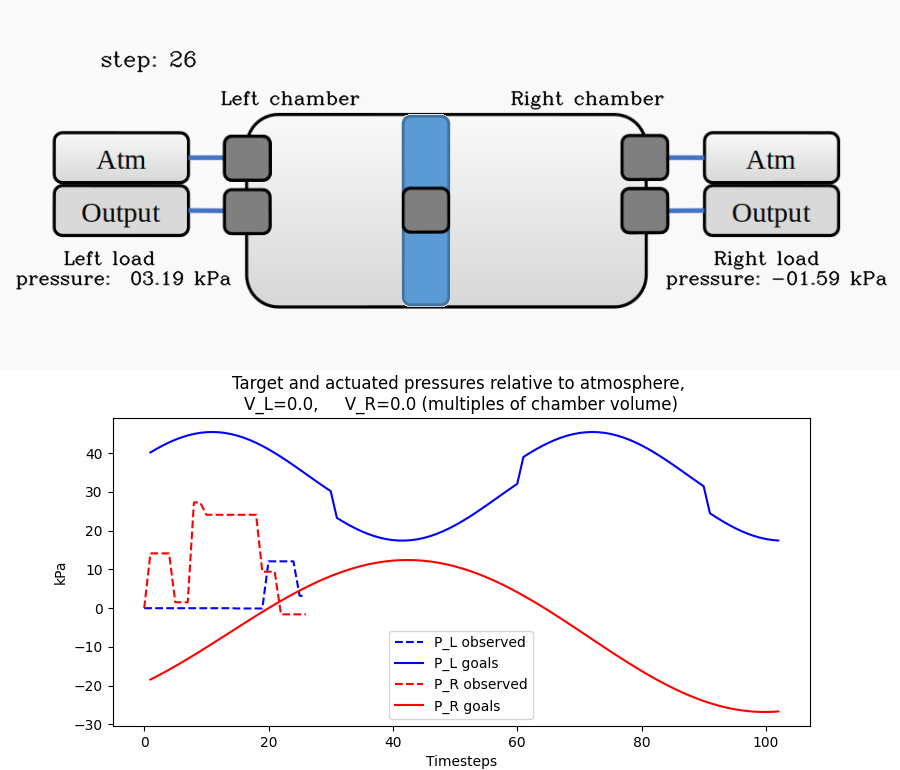 step: 26
Left chamber
Right chamber
Atm
Atm
Output
Output
Left load
pressure:  03.19 kPa
Right load
pressure: −01.59 kPa
Target and actuated pressures relative to atmosphere,
V_L=0.0,     V_R=0.0 (multiples of chamber volume)
40
30
20
10
0
−10
−20
−30
kPa
P_L observed
P_L goals
P_R observed
P_R goals
0
20
40
60
80
100
Timesteps